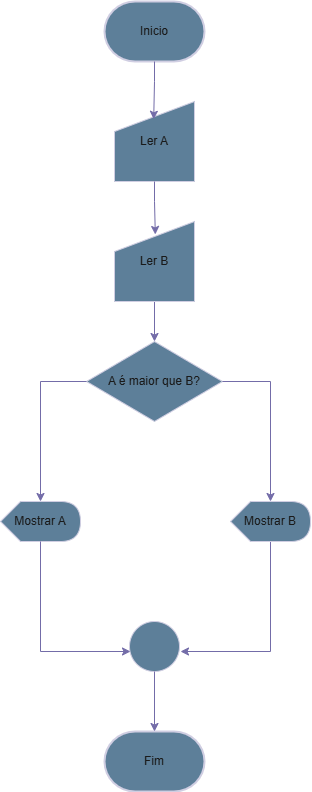 Inicio
Ler A
Ler B
A é maior que B?
Mostrar A
Mostrar B
Fim